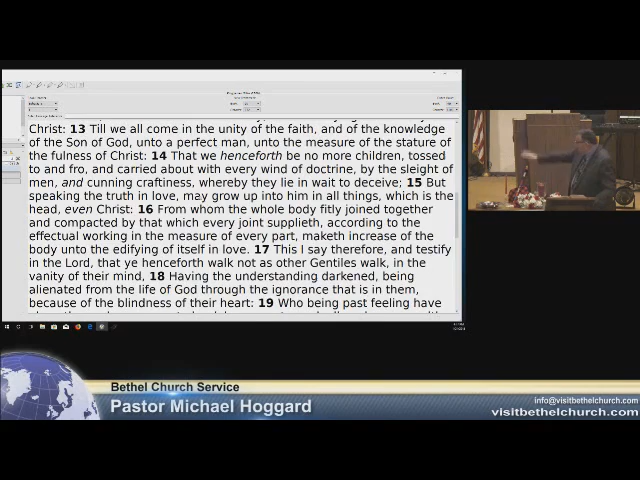 Christ: 13 Till we all come in the unity of the faith, and of the knowledge
of the Son of God, unto a perfect man, unto the measure of the stature of
the fulness of Christ: 14 That we henceforth be no more children, tossed
to and fro, and carried about with every wind of doctrine, by the sleight of
men, and cunning craftiness, whereby they lie in wait to deceive; 15 But
speaking the truth in love, may grow up into him in all things, which is the
head, even Christ: 16 From whom the whole body fitly joined together
and compacted by that which every joint supplieth, according to the
effectual working in the measure of every part, maketh increase of the
body unto the edifying of itself in love. 17 This I say therefore, and testify
in the Lord, that ye henceforth walk not as other Gentiles walk, in the
vanity of their mind, 18 Having the understanding darkened, being
alienated from the life of God through the ignorance that is in them,
because of the blindness of their heart: 19 Who being past feeling have
Bethel Church Service
Pastor Michael Hoggard
info@visitbethelchurch.com
visitbethelchurch.com